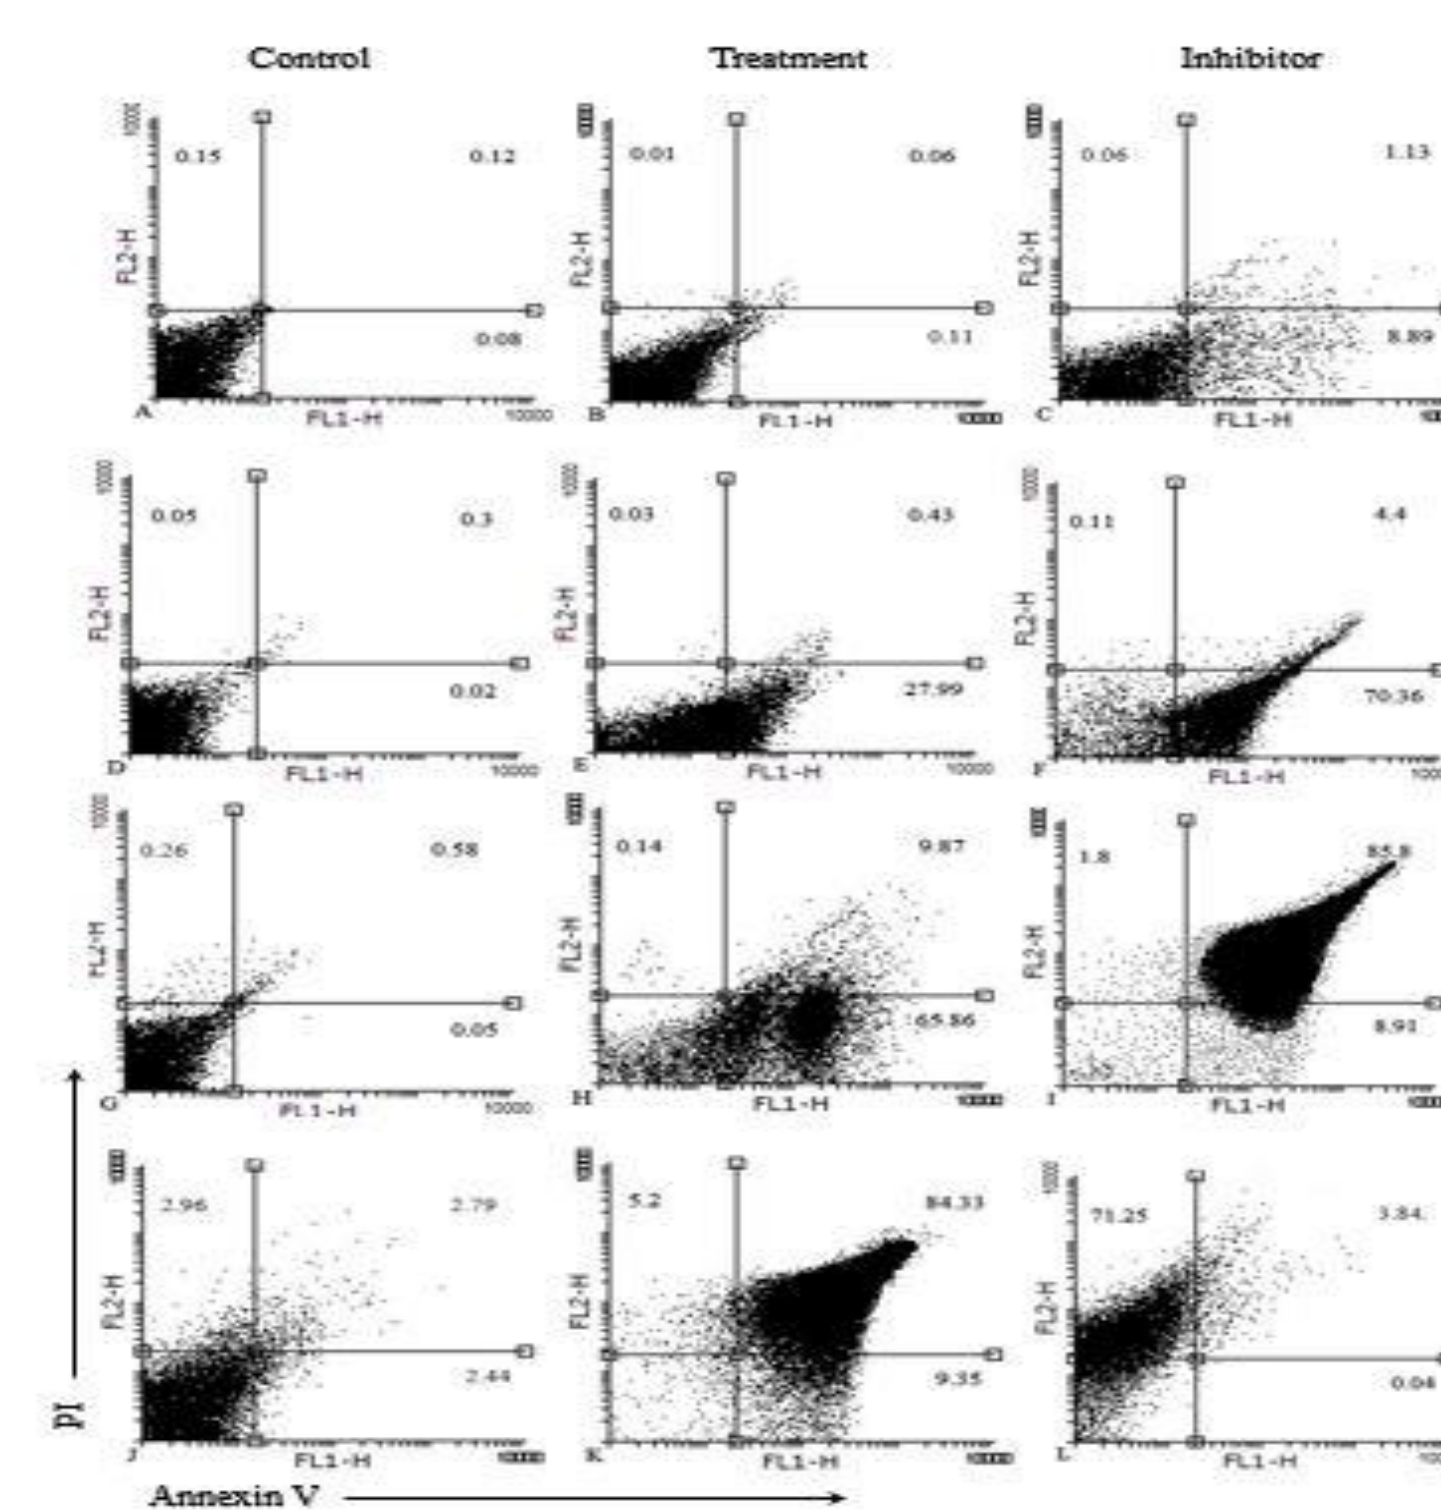 Control Treatment Inhibitor
10000
0.15 0.12 0.01 0.06 0.06 1.13
FL2-H FL2-H FL2-H
0.08 0.11 8.89
A FL1-H 10000 B FL1-H C FL1-H
10000 10000 10000
0.05 0.3 0.03 0.43 0.11 4.4
FL2-H FL2-H FL2-H
0.02 27.99 70.36
D FL1-H 10000 E FL1-H 10000 F FL1-H
10000
0.26 0.58 0.14 9.87 1.8 85.8
FL2-H FL2-H FL2-H
0.05 65.86 8.91
G FL1-H 10000 H FL1-H I FL1-H
10000
2.96 2.79 5.2 84.33 71.25 3.84
FL2-H FL2-H FL2-H
2.44 9.35 0.04
J FL1-H K FL1-H L FL1-H
PI
Annexin V